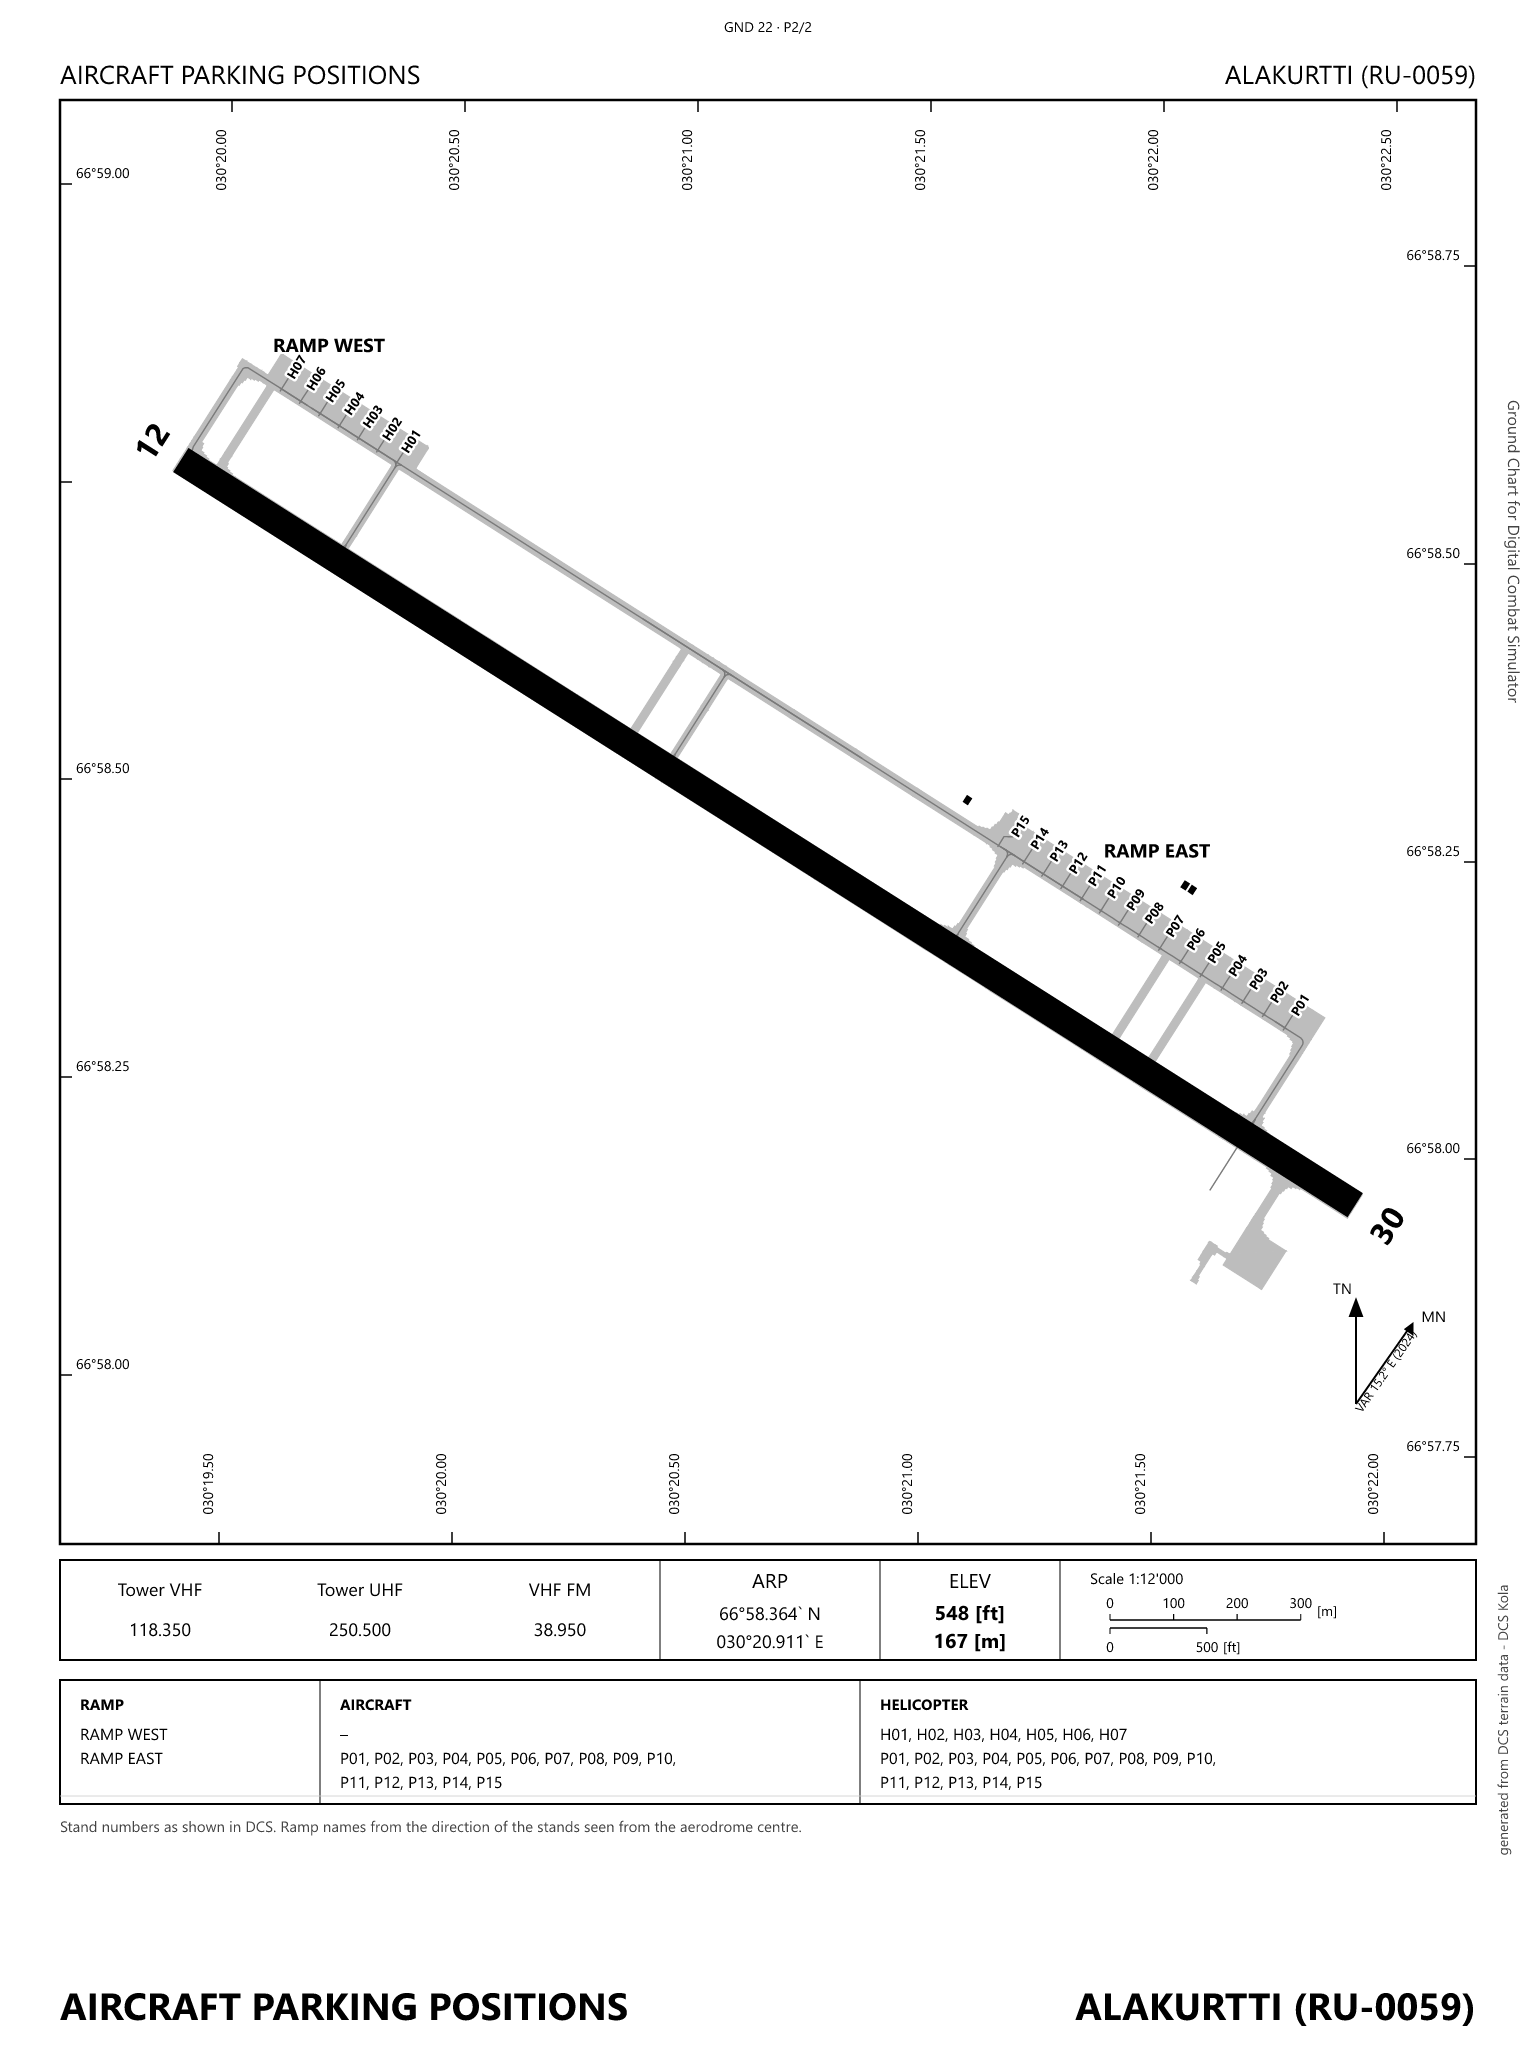 GND 22 · P2/2
AIRCRAFT PARKING POSITIONS
ALAKURTTI (RU-0059)
030°20.00
030°20.50
030°21.00
030°21.50
030°22.00
030°22.50
66°59.00
66°58.75
RAMP WEST
H07
H06
H05
H04
H03
H02
H01
12
66°58.50
66°58.50
RAMP EAST
P15
P14
P13
P12
P11
P10
P09
P08
P07
P06
P05
P04
P03
P02
P01
66°58.25
66°58.25
66°58.00
30
TN
MN
VAR 15.2° E (2024)
66°58.00
66°57.75
030°19.50
030°20.00
030°20.50
030°21.00
030°21.50
030°22.00
Ground Chart for Digital Combat Simulator
generated from DCS terrain data - DCS Kola
Tower VHF
118.350
Tower UHF
250.500
VHF FM
38.950
ARP
66°58.364` N
030°20.911` E
ELEV
548 [ft]
167 [m]
Scale 1:12'000
0 100 200 300 [m]
0 500 [ft]
RAMP AIRCRAFT HELICOPTER
RAMP WEST – H01, H02, H03, H04, H05, H06, H07
RAMP EAST P01, P02, P03, P04, P05, P06, P07, P08, P09, P10, P01, P02, P03, P04, P05, P06, P07, P08, P09, P10,
P11, P12, P13, P14, P15 P11, P12, P13, P14, P15
Stand numbers as shown in DCS. Ramp names from the direction of the stands seen from the aerodrome centre.
AIRCRAFT PARKING POSITIONS
ALAKURTTI (RU-0059)